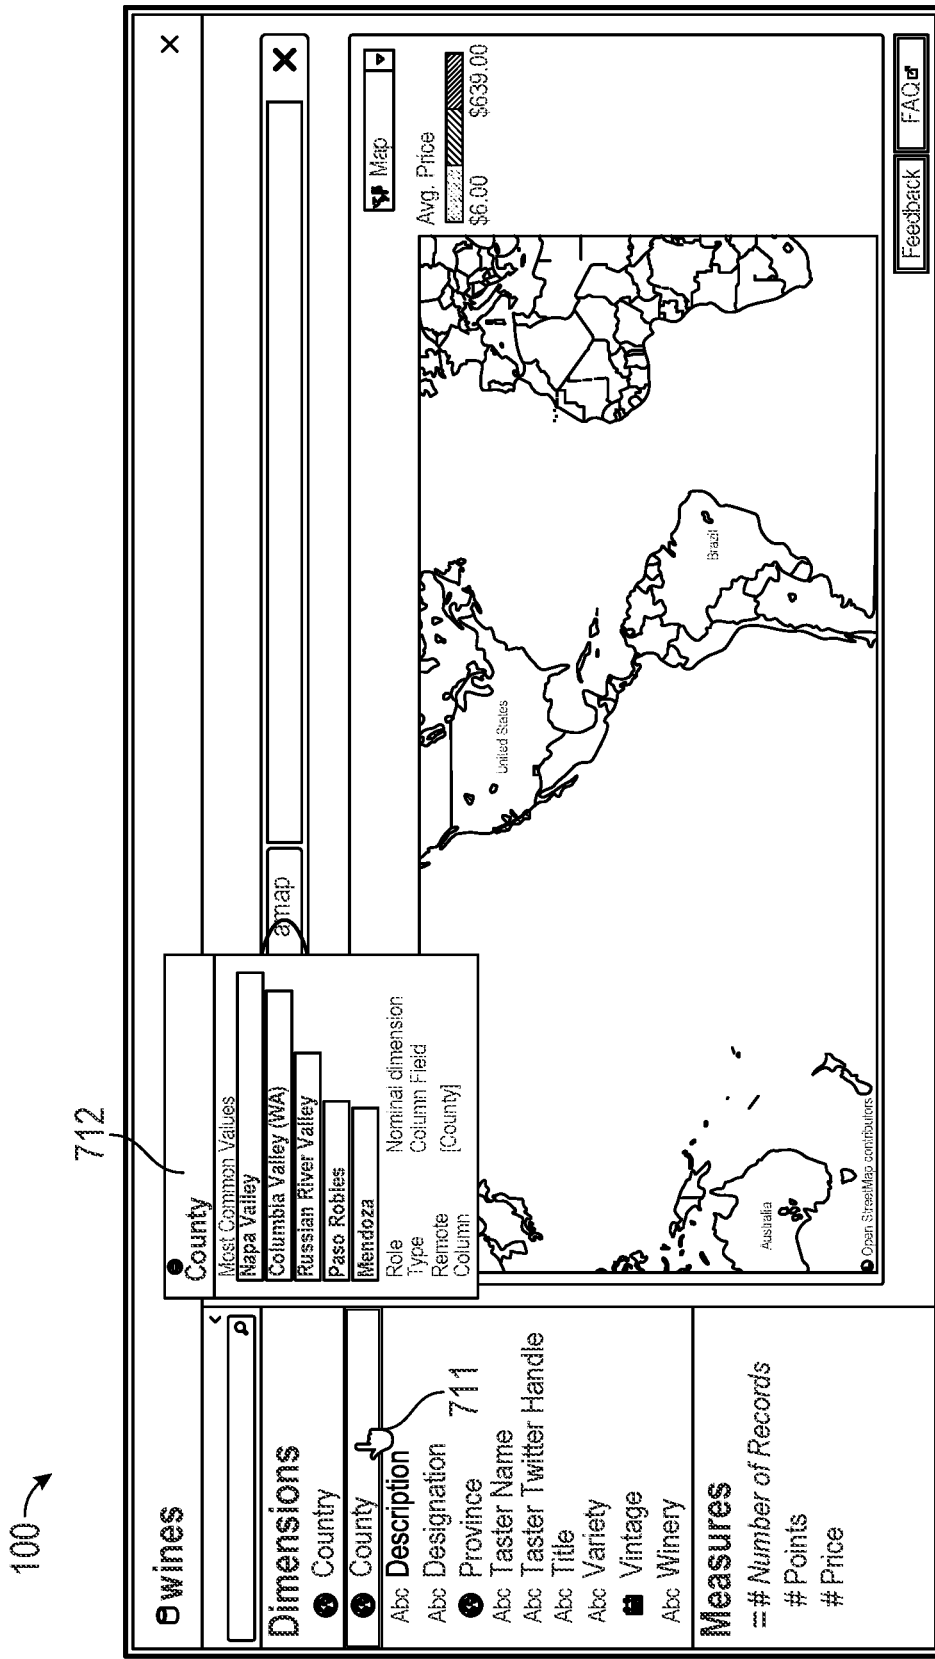 100
712
wines
×
Dimensions
Country
County
Abc Description
Abc Designation
Province
Abc Taster Name
Abc Taster Twitter Handle
Abc Title
Abc Variety
Vintage
Abc Winery
711
Measures
=# Number of Records
# Points
# Price
County
Most Common Values
Napa Valley
Columbia Valley (WA)
Russian River Valley
Paso Robles
Mendoza
Role Nominal dimension
Type Column Field
Remote
Column [County]
a map
X
Map
Avg. Price
$6.00 $639.00
United States
Brazil
Australia
Open StreetMap contributors
Feedback
FAQ